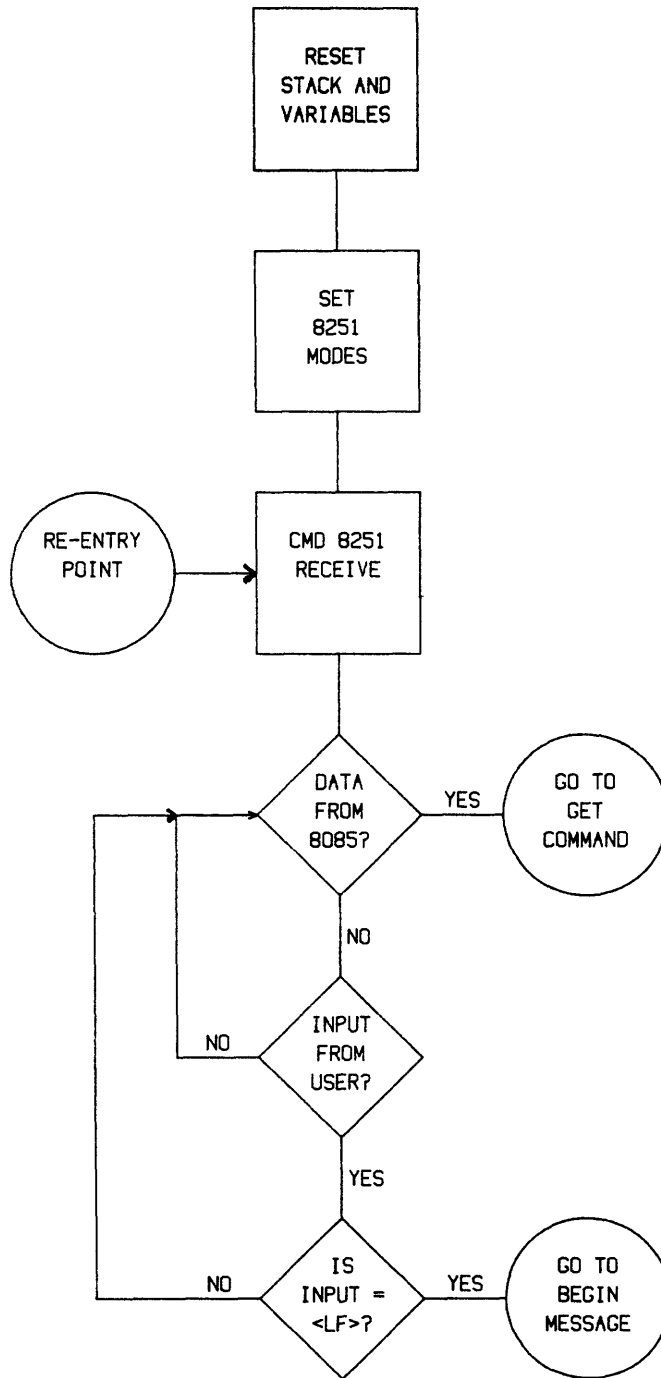 RESET
STACK AND
VARIABLES
SET
8251
MODES
RE-ENTRY
POINT
CMD 8251
RECEIVE
DATA
FROM
8085?
YES
GO TO
GET
COMMAND
NO
INPUT
FROM
USER?
NO
YES
IS
INPUT =
<LF>?
NO
YES
GO TO
BEGIN
MESSAGE